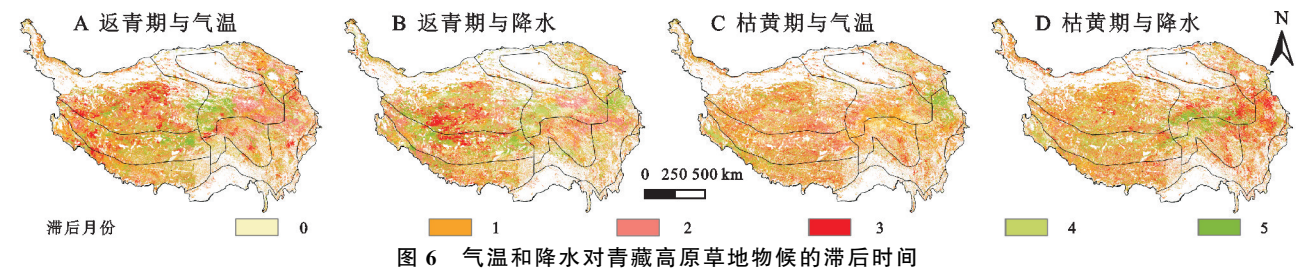 A 返青期与气温 B 返青期与降水 C 枯黄期与气温 D 枯黄期与降水 N
0 250 500 km
滞后月份 0 1 2 3 4 5
图 6 气温和降水对青藏高原草地物候的滞后时间